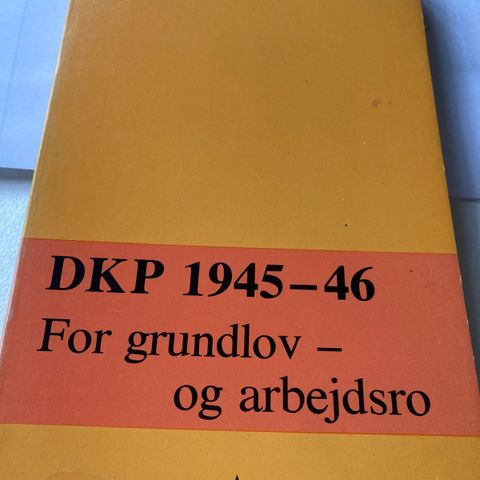 DKP 1945–46
For grundlov –
og arbejdsro